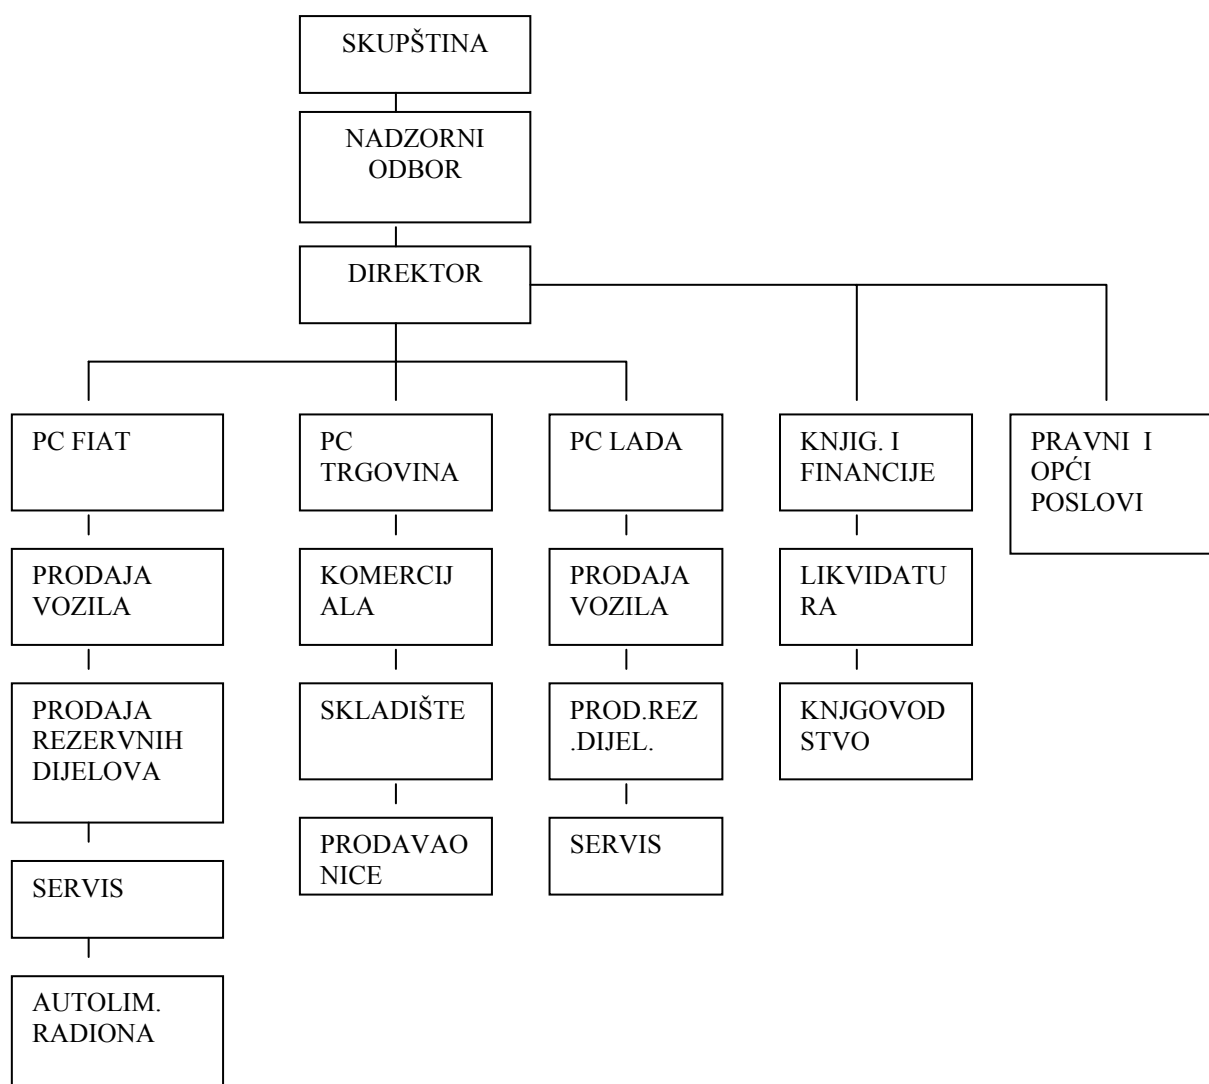 SKUPŠTINA
NADZORNI
ODBOR
DIREKTOR
PC FIAT
PC
TRGOVINA
PC LADA
KNJIG. I
FINANCIJE
PRAVNI I
OPĆI
POSLOVI
PRODAJA
VOZILA
KOMERCIJ
ALA
PRODAJA
VOZILA
LIKVIDATU
RA
PRODAJA
REZERVNIH
DIJELOVA
SKLADIŠTE
PROD.REZ
.DIJEL.
KNJGOVOD
STVO
SERVIS
PRODAVAO
NICE
SERVIS
AUTOLIM.
RADIONA